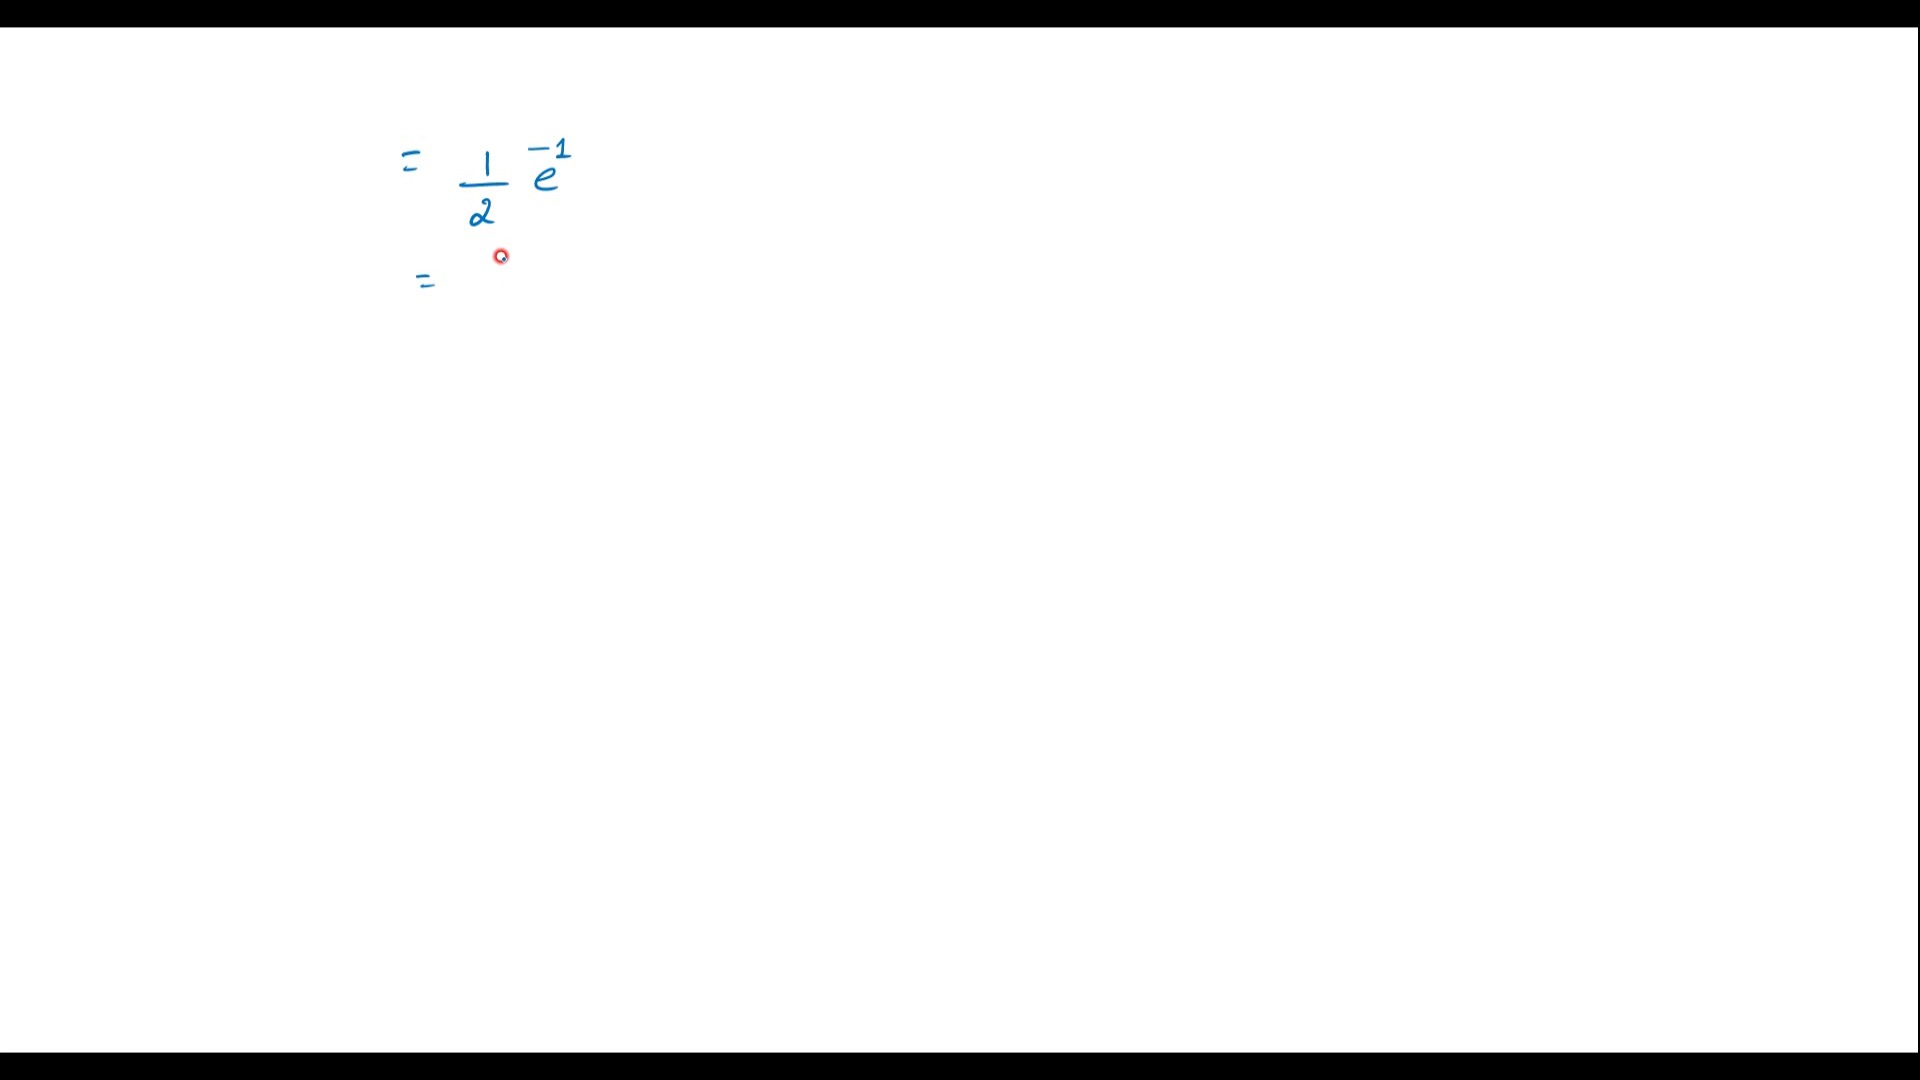 = 1/2 e^-1
=